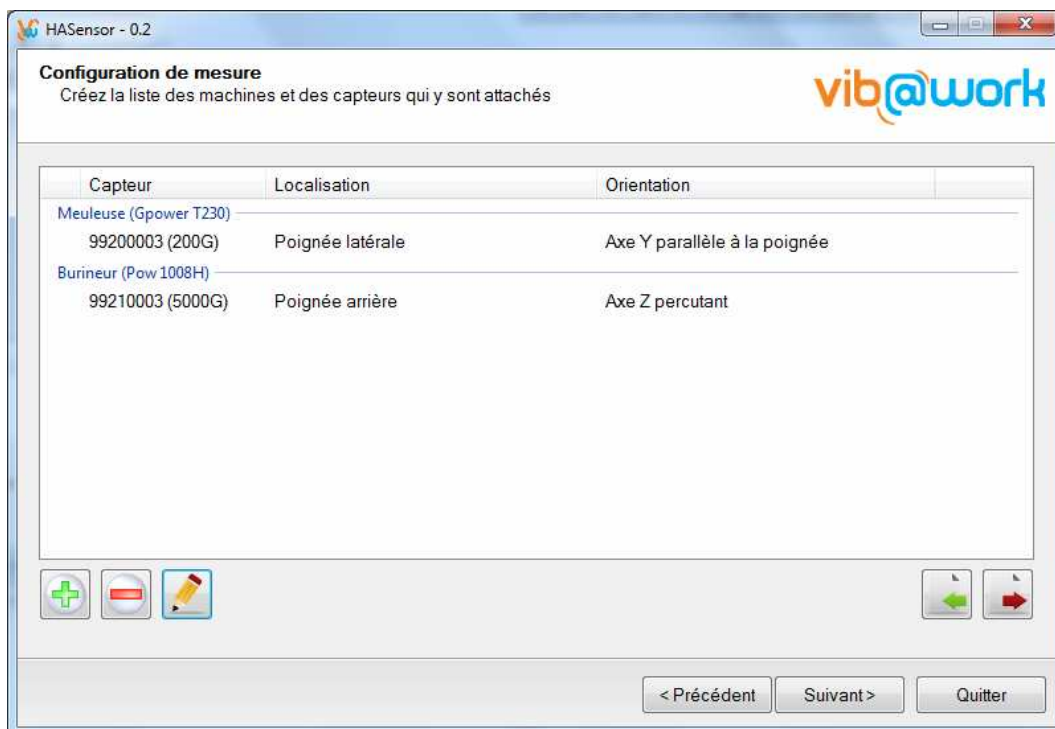 HASensor - 0.2
Configuration de mesure
Créez la liste des machines et des capteurs qui y sont attachés
vib@work
Capteur Localisation Orientation
Meuleuse (Gpower T230)
99200003 (200G) Poignée latérale Axe Y parallèle à la poignée
Burineur (Pow 1008H)
99210003 (5000G) Poignée arrière Axe Z percutant
< Précédent Suivant > Quitter